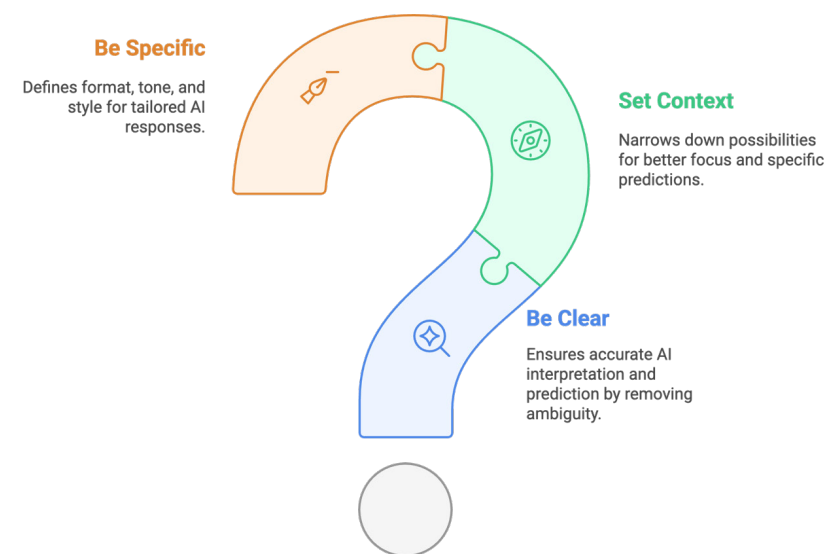 Be Specific
Defines format, tone, and
style for tailored AI
responses.
Set Context
Narrows down possibilities
for better focus and specific
predictions.
Be Clear
Ensures accurate AI
interpretation and
prediction by removing
ambiguity.